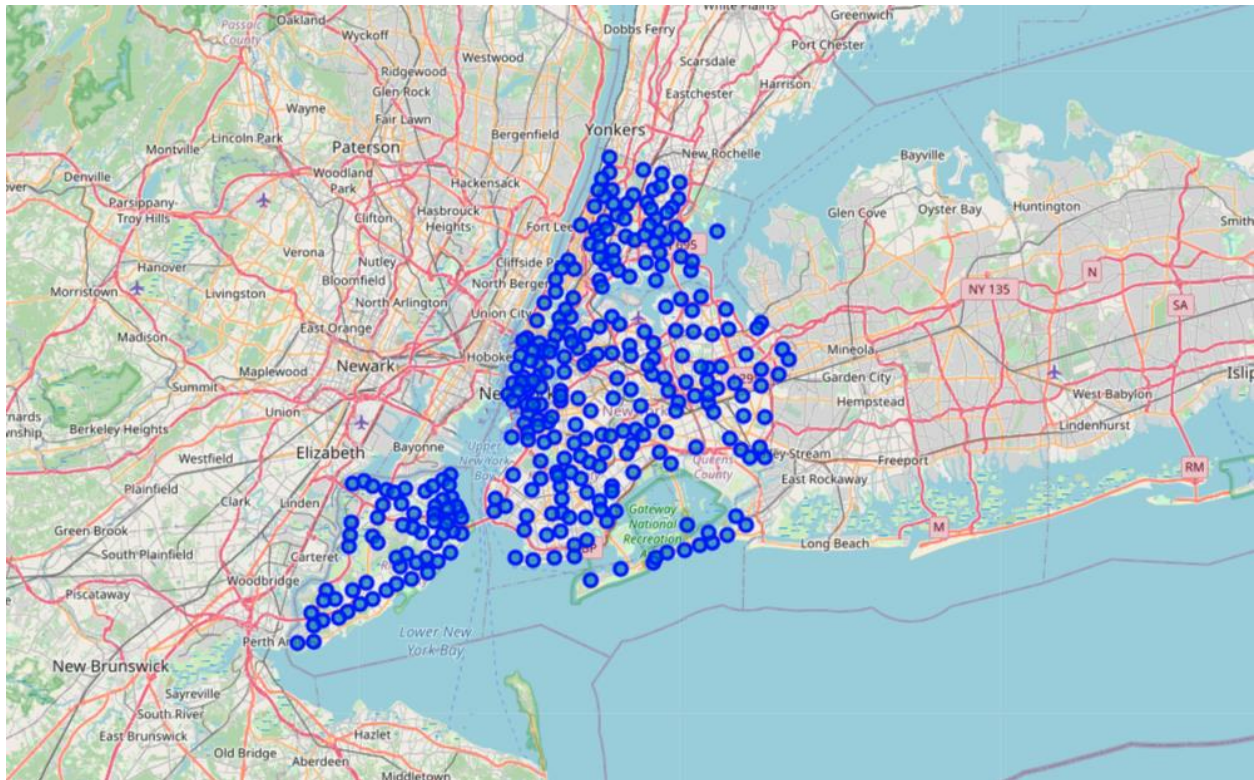 White Plains
Greenwich
Passaic
County
Oakland
Wyckoff
Dobbs Ferry
Port Chester
Ridgewood
Westwood
Scarsdale
Glen Rock
Harrison
Wayne
Eastchester
Fair Lawn
Lincoln Park
Bergenfield
Yonkers
Montville
Paterson
New Rochelle
Bayville
Denville
Woodland
Park
Hackensack
Parsippany-
Troy Hills
Clifton
Hasbrouck
Heights
Fort Lee
Glen Cove
Oyster Bay
Huntington
Verona
Nutley
Hanover
Bloomfield
N
Morristown
Livingston
North Arlington
NY 135
SA
Madison
East Orange
Union City
Maplewood
Newark
Mineola
Summit
Garden City
Union
West Babylon
Hempstead
Berkeley Heights
Lindenhurst
Westfield
Elizabeth
Bayonne
Upper
New York
Bay
Queens
County
Freeport
Plainfield
Clark
Linden
East Rockaway
RM
Green Brook
Gateway
National
Recreation
M
South Plainfield
Carteret
Long Beach
Woodbridge
Piscataway
Lower New
York Bay
New Brunswick
Sayreville
South River
East Brunswick
Hazlet
Old Bridge
Aberdeen
Middletown